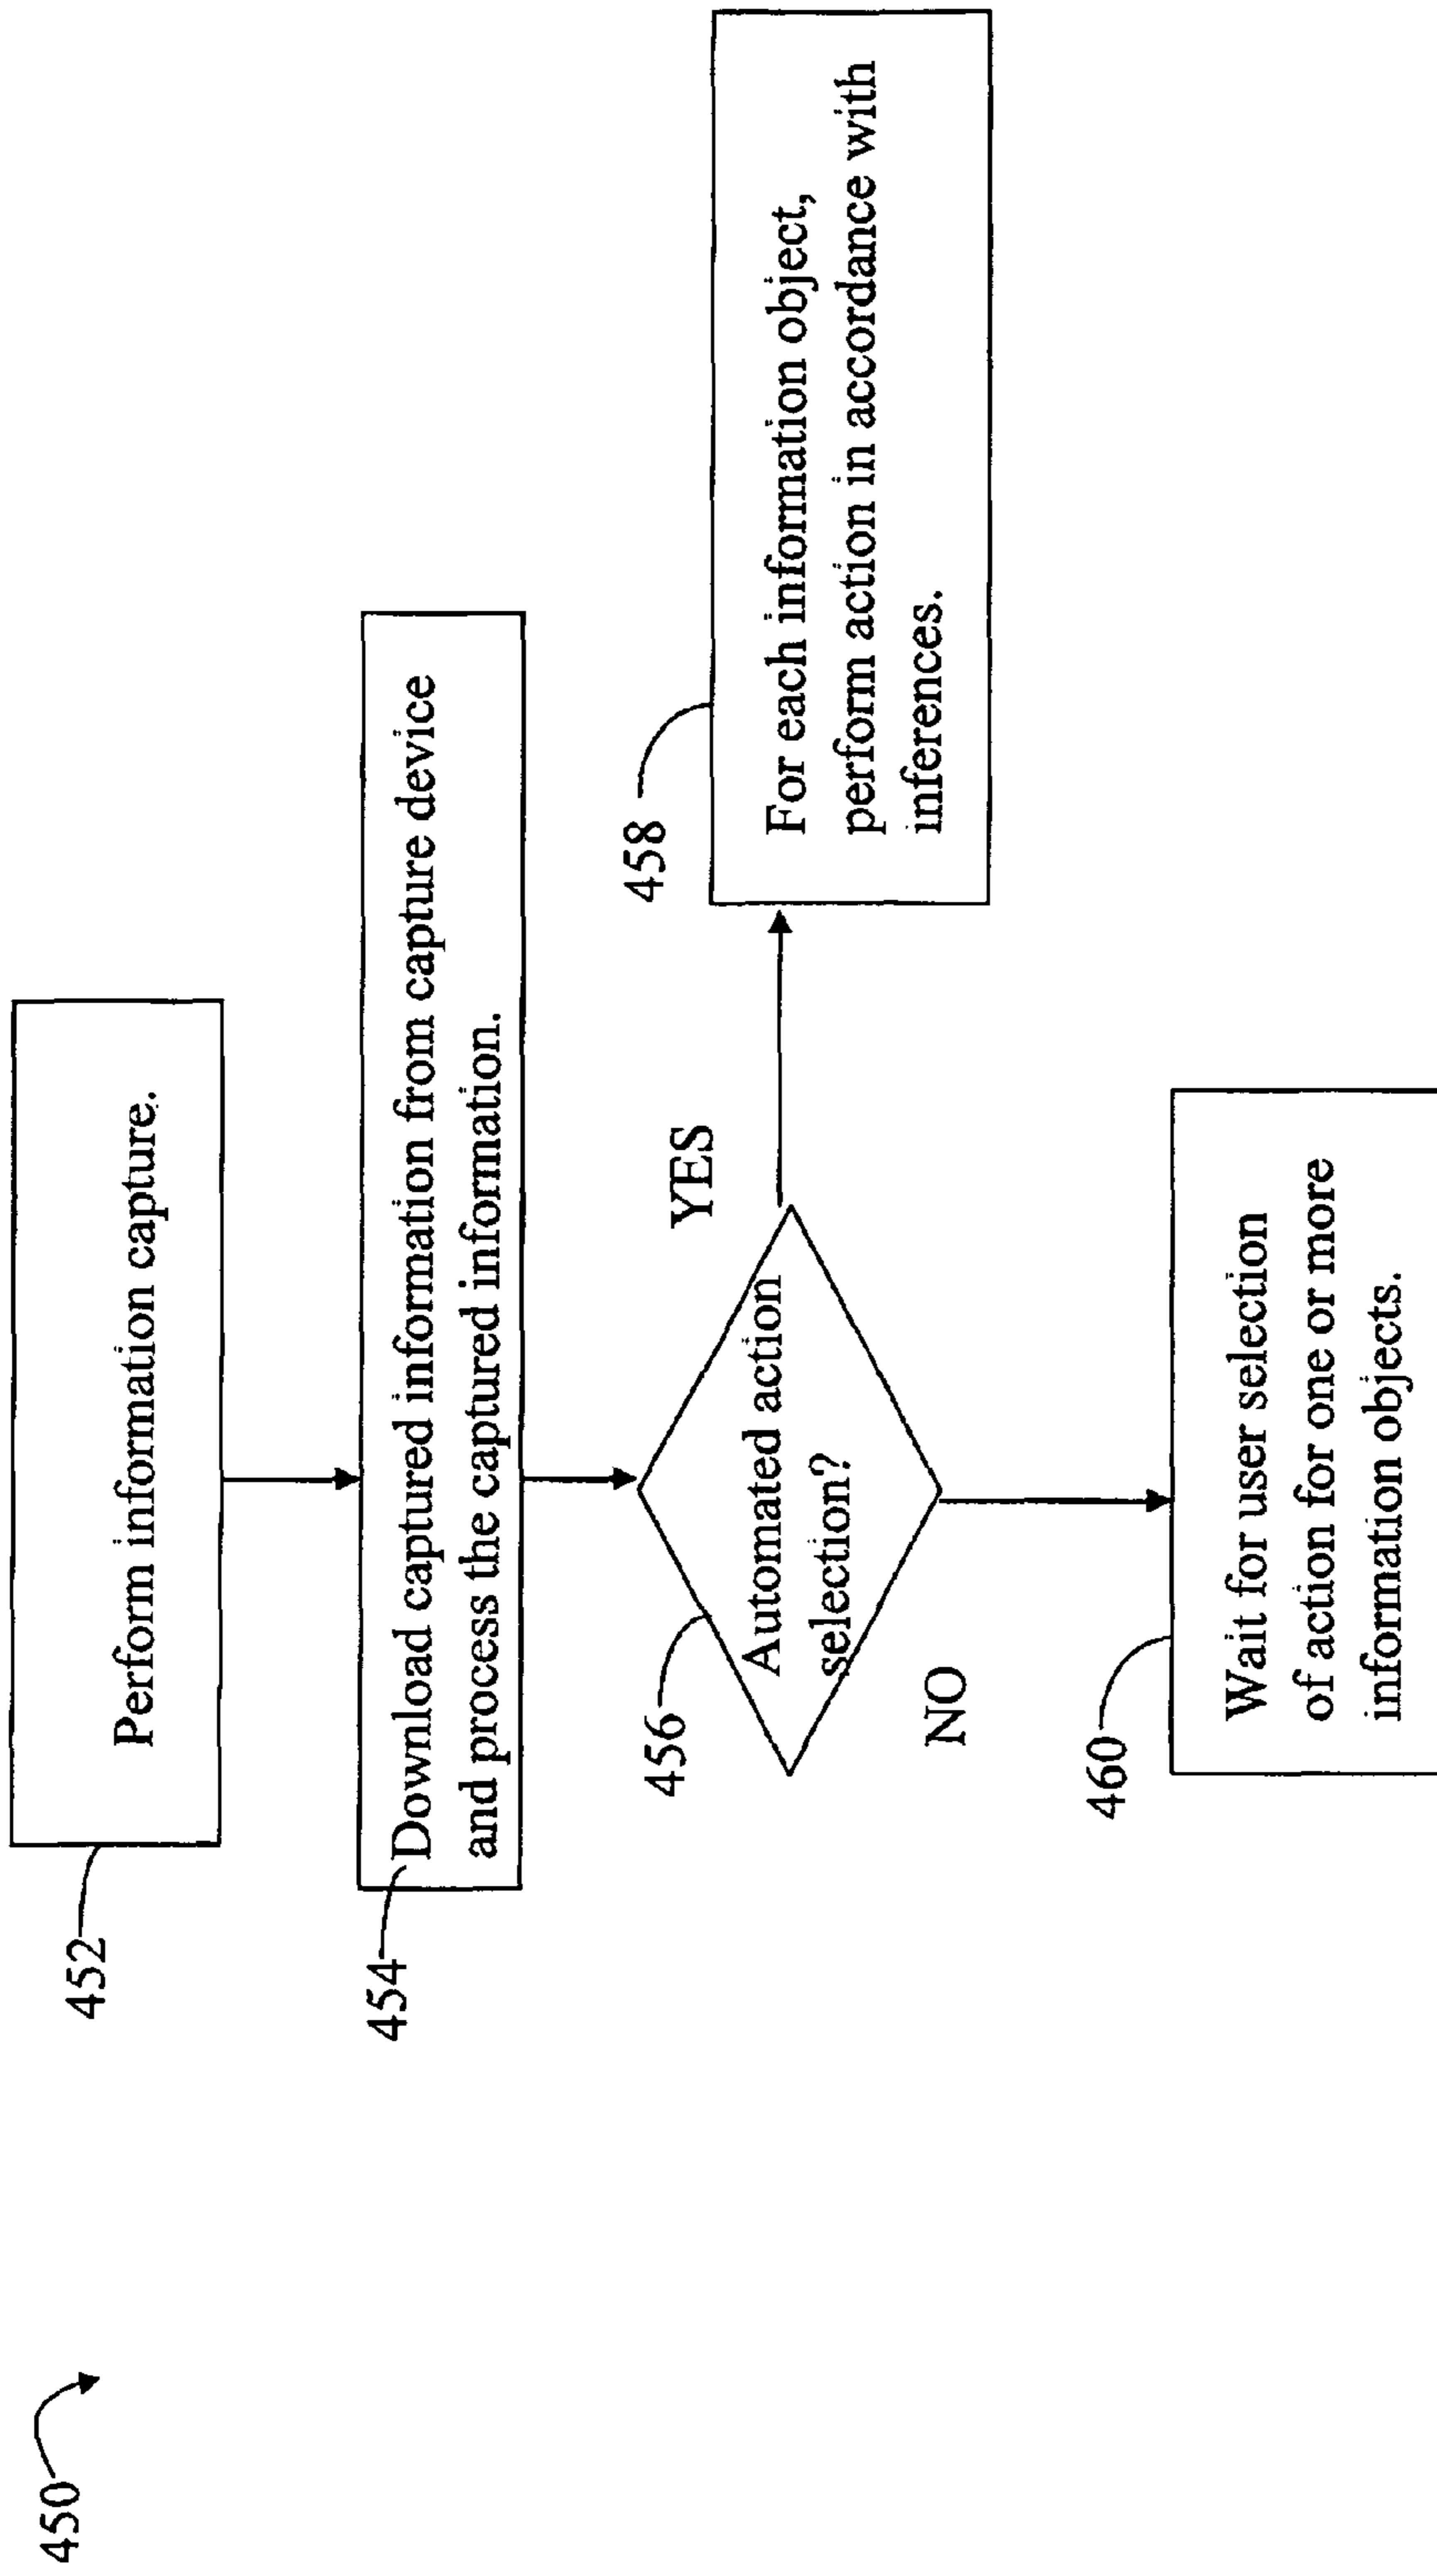 450
452
Perform information capture.
454
Download captured information from capture device
and process the captured information.
456
Automated action
selection?
YES
458
For each information object,
perform action in accordance with
inferences.
NO
460
Wait for user selection
of action for one or more
information objects.